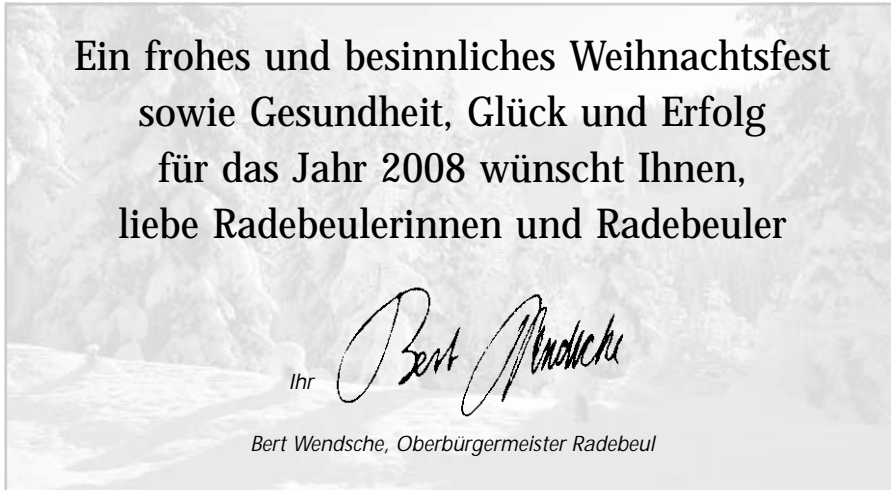 Ein frohes und besinnliches Weihnachtsfest
sowie Gesundheit, Glück und Erfolg
für das Jahr 2008 wünscht Ihnen,
liebe Radebeulerinnen und Radebeuler
Ihr Bert Wendsche
Bert Wendsche, Oberbürgermeister Radebeul